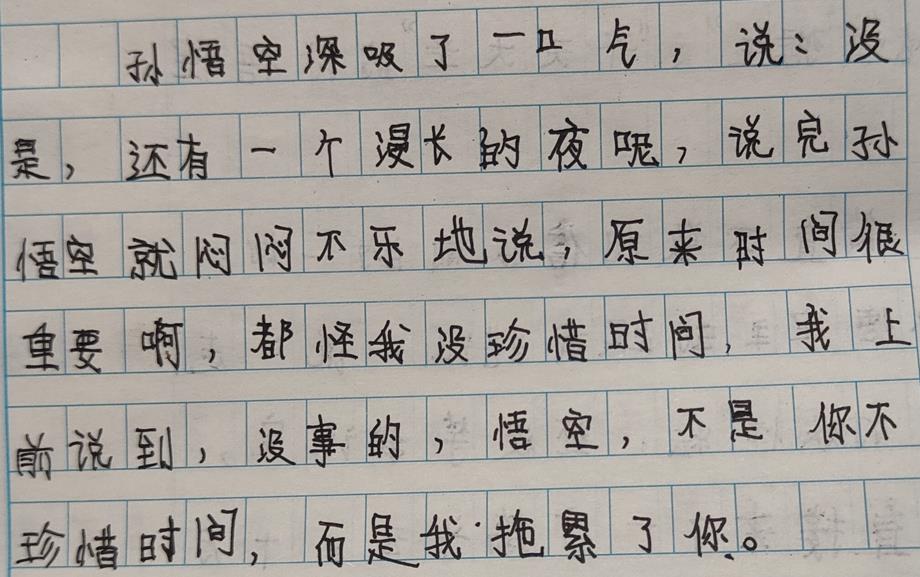 孙悟空深吸了一口气，说：没
是，还有一个漫长的夜呢，说完孙
悟空就闷闷不乐地说，原来时间很
重要啊，都怪我没珍惜时间，我上
前说到，没事的，悟空，不是你不
珍惜时间，而是我拖累了你。